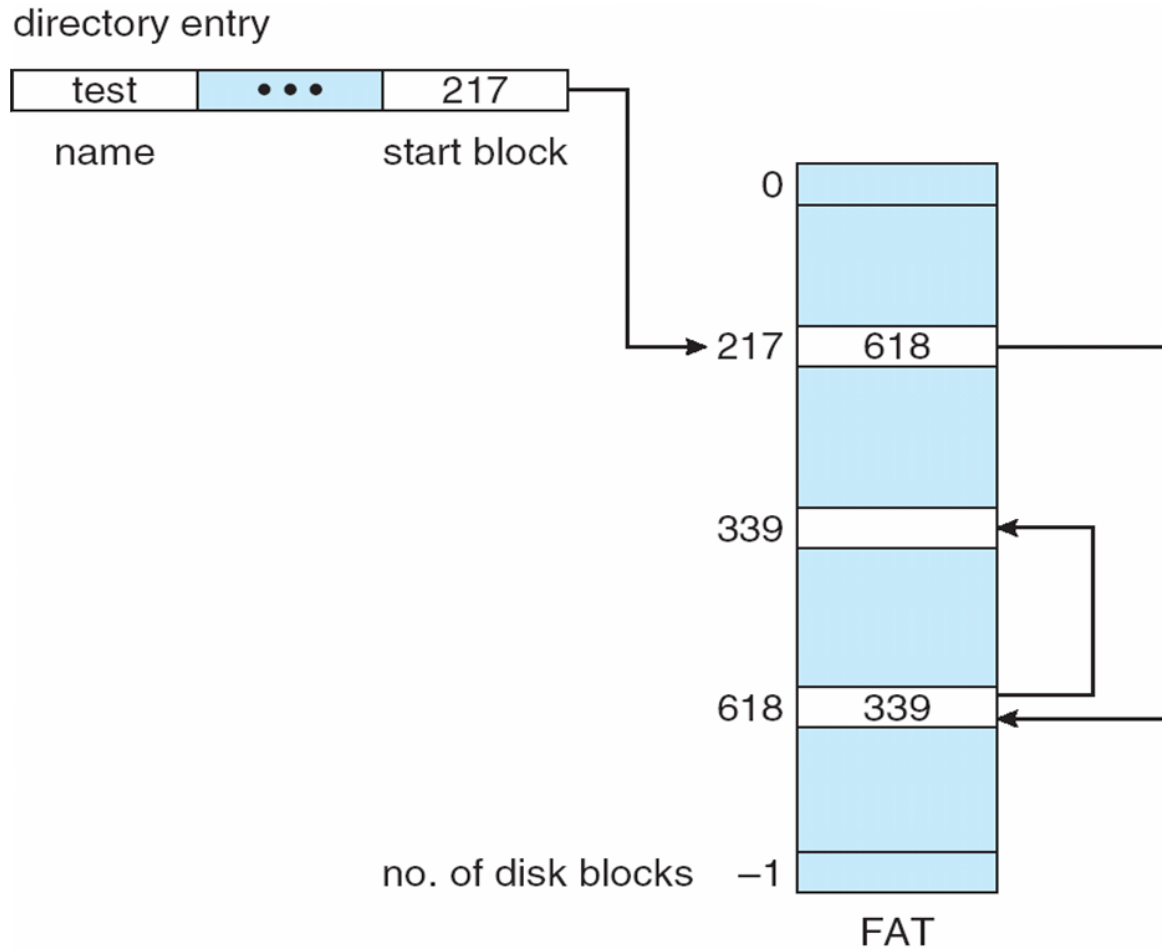 directory entry
test ••• 217
name start block
0
217 618
339
618 339
no. of disk blocks –1
FAT